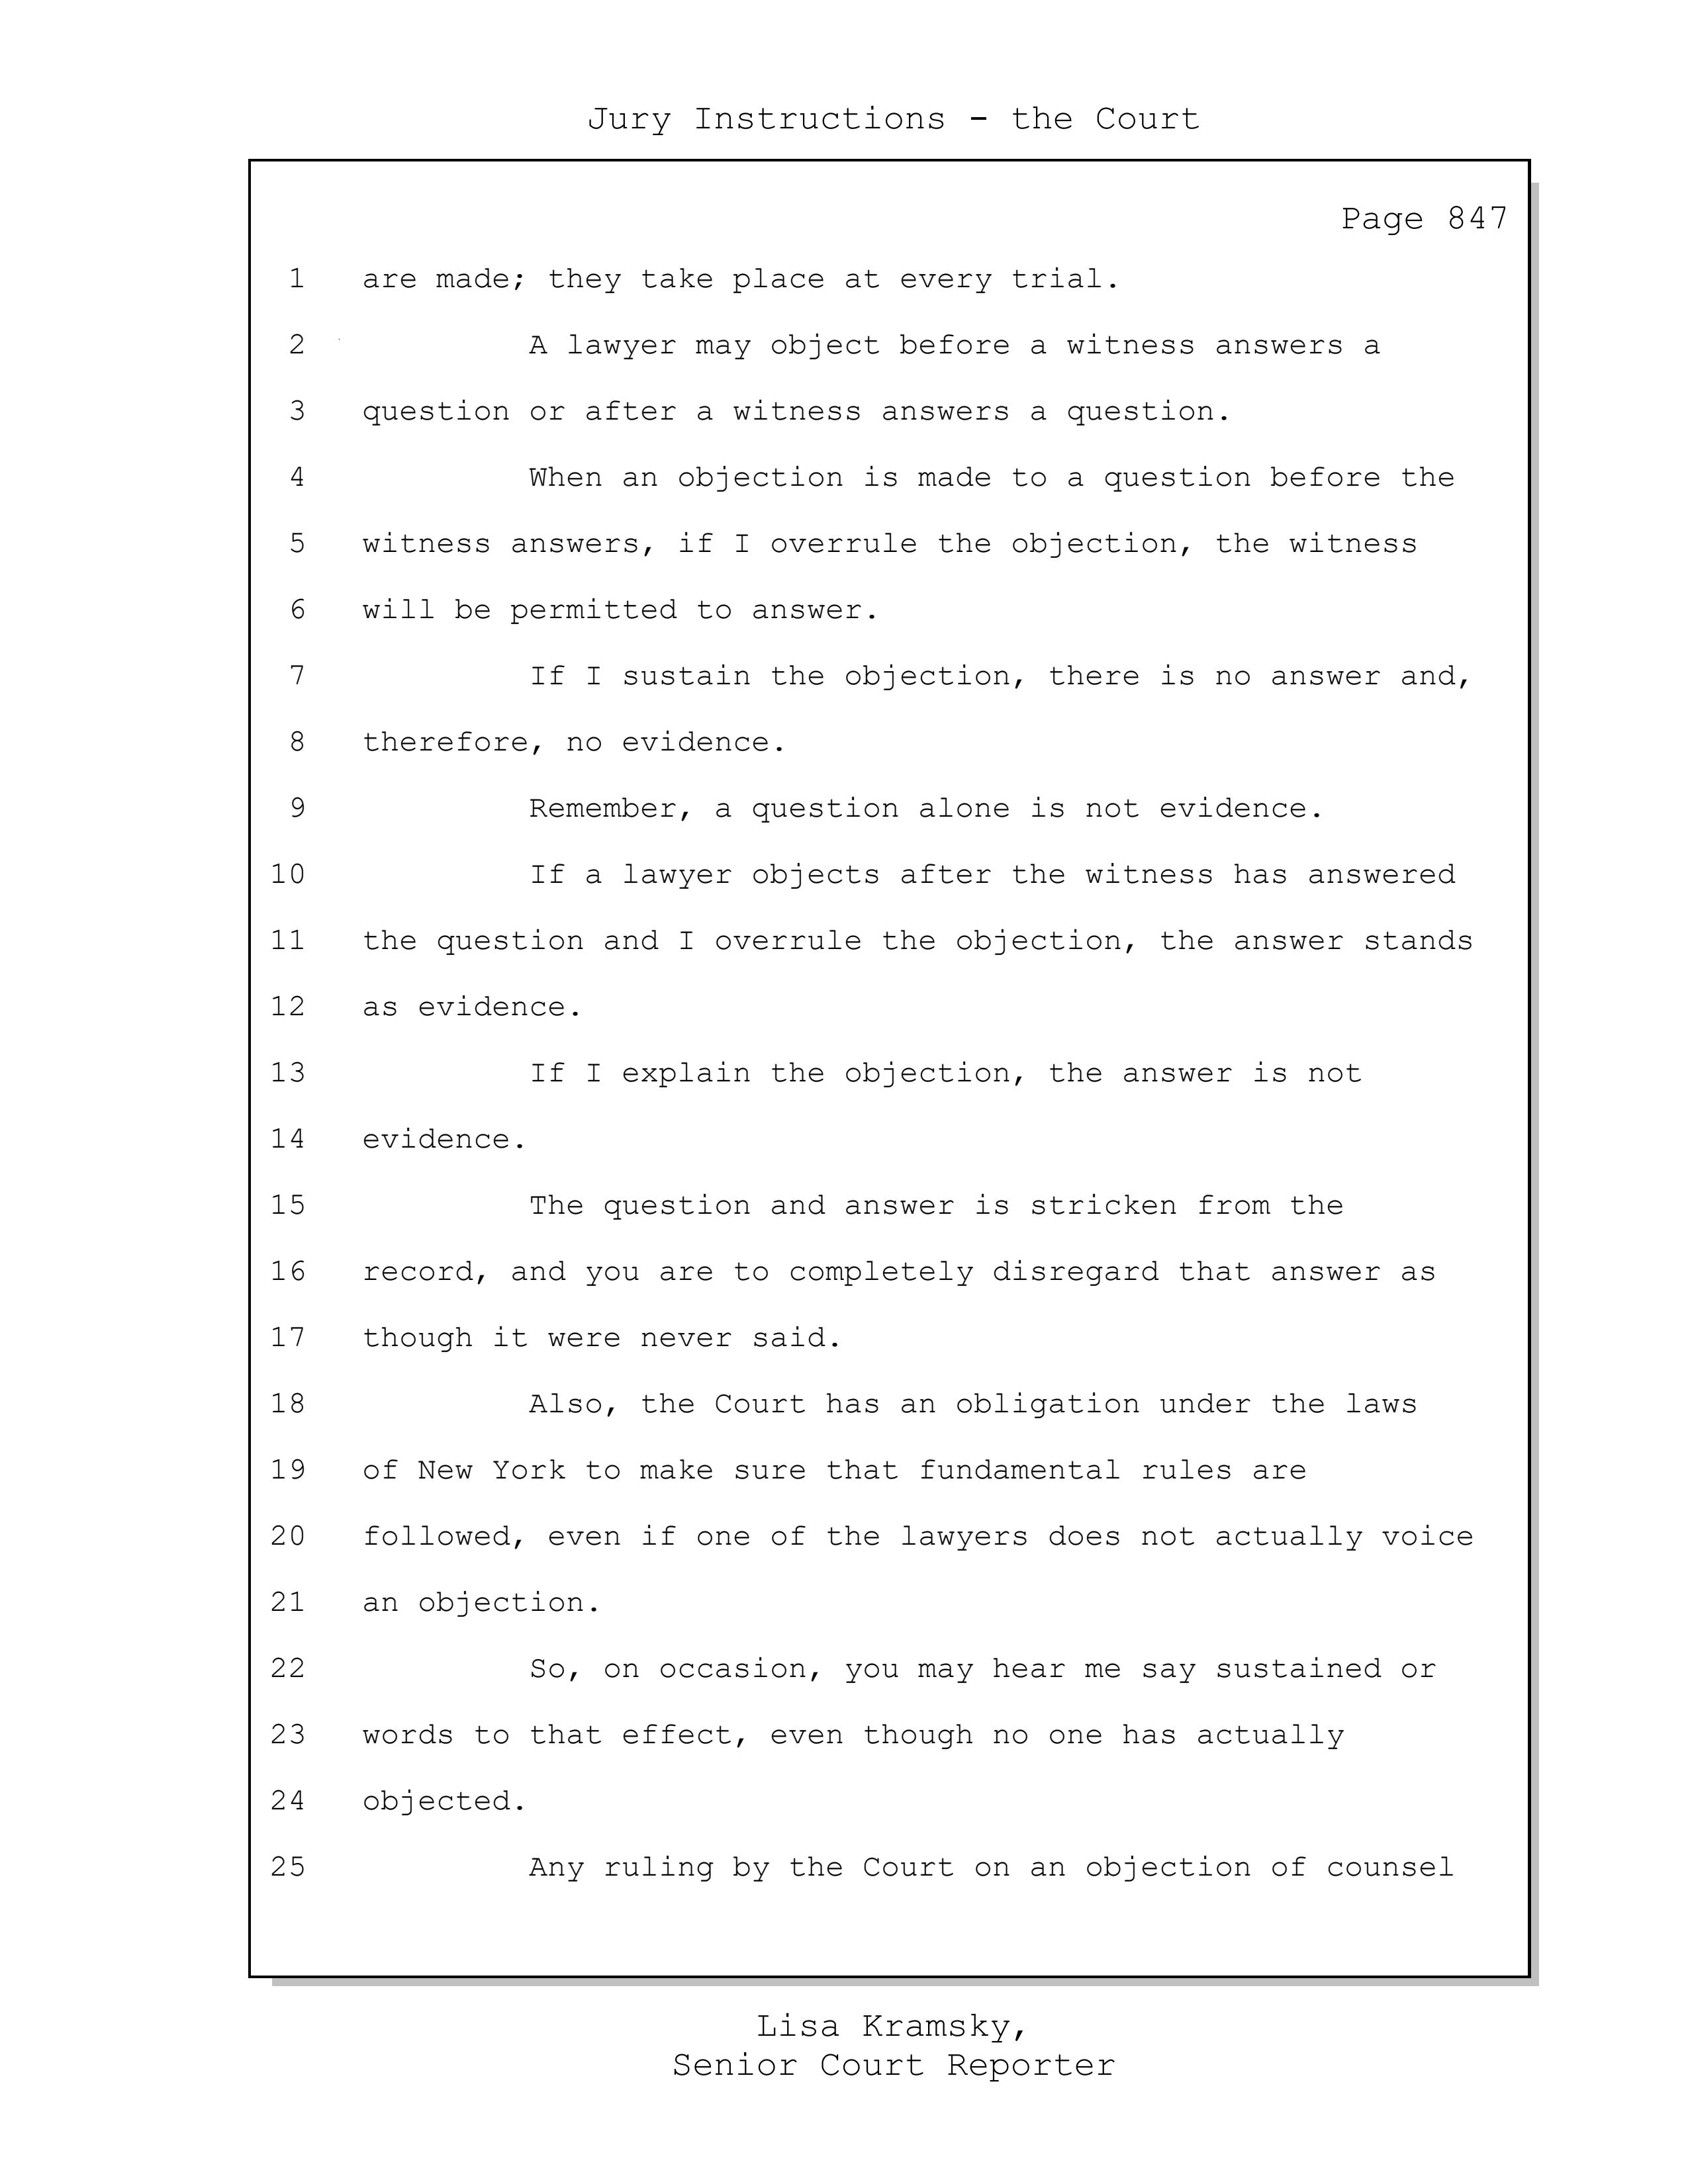 Jury Instructions - the Court
Page 847
1 are made; they take place at every trial.
2 A lawyer may object before a witness answers a
3 question or after a witness answers a question.
4 When an objection is made to a question before the
5 witness answers, if I overrule the objection, the witness
6 will be permitted to answer.
7 If I sustain the objection, there is no answer and,
8 therefore, no evidence.
9 Remember, a question alone is not evidence.
10 If a lawyer objects after the witness has answered
11 the question and I overrule the objection, the answer stands
12 as evidence.
13 If I explain the objection, the answer is not
14 evidence.
15 The question and answer is stricken from the
16 record, and you are to completely disregard that answer as
17 though it were never said.
18 Also, the Court has an obligation under the laws
19 of New York to make sure that fundamental rules are
20 followed, even if one of the lawyers does not actually voice
21 an objection.
22 So, on occasion, you may hear me say sustained or
23 words to that effect, even though no one has actually
24 objected.
25 Any ruling by the Court on an objection of counsel
Lisa Kramsky,
Senior Court Reporter